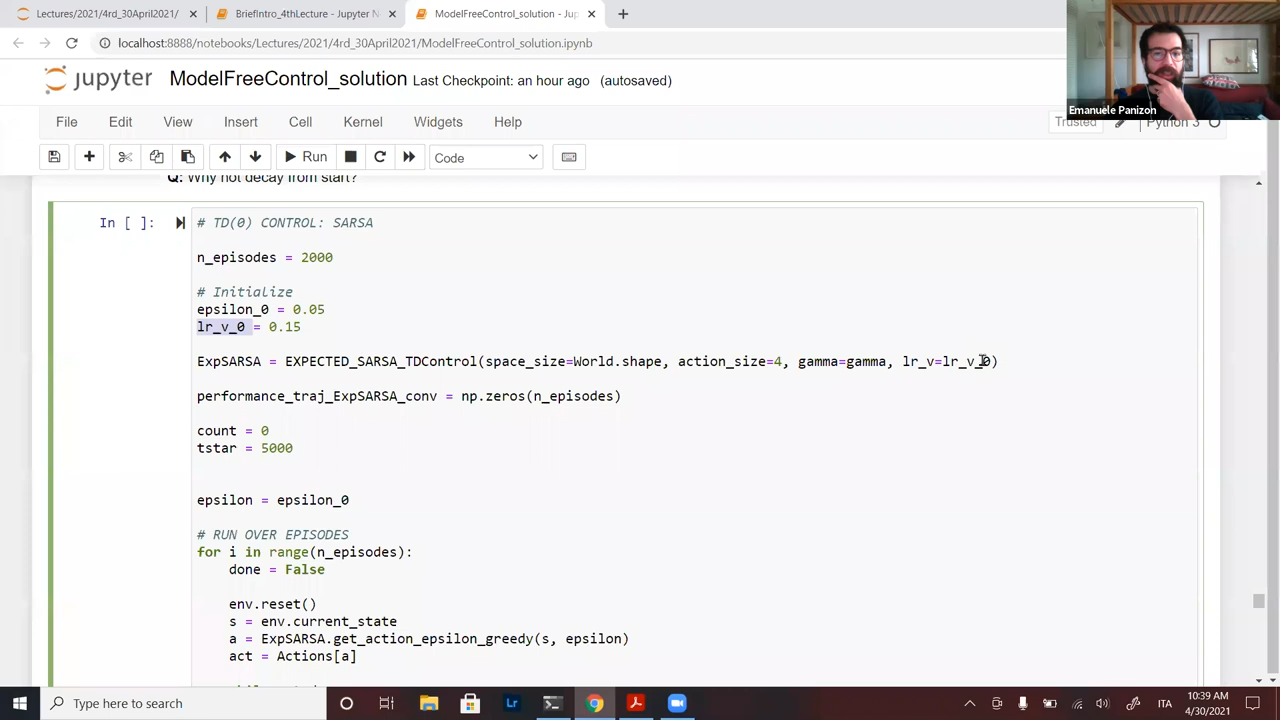 Lectures/2021/4rd_30April2021/
BriefIntro_4thLecture - Jupyter N
ModelFreeControl_solution - Jup
localhost:8888/notebooks/Lectures/2021/4rd_30April2021/ModelFreeControl_solution.ipynb
jupyter ModelFreeControl_solution Last Checkpoint: an hour ago (autosaved)
Emanuele Panizon
File Edit View Insert Cell Kernel Widgets Help
Trusted Python 3
Run Code
Q: Why not decay from start?
In [ ]: # TD(0) CONTROL: SARSA
n_episodes = 2000
# Initialize
epsilon_0 = 0.05
lr_v_0 = 0.15
ExpSARSA = EXPECTED_SARSA_TDControl(space_size=World.shape, action_size=4, gamma=gamma, lr_v=lr_v_0)
performance_traj_ExpSARSA_conv = np.zeros(n_episodes)
count = 0
tstar = 5000
epsilon = epsilon_0
# RUN OVER EPISODES
for i in range(n_episodes):
done = False
env.reset()
s = env.current_state
a = ExpSARSA.get_action_epsilon_greedy(s, epsilon)
act = Actions[a]
Type here to search
Lr
ITA
10:39 AM
4/30/2021